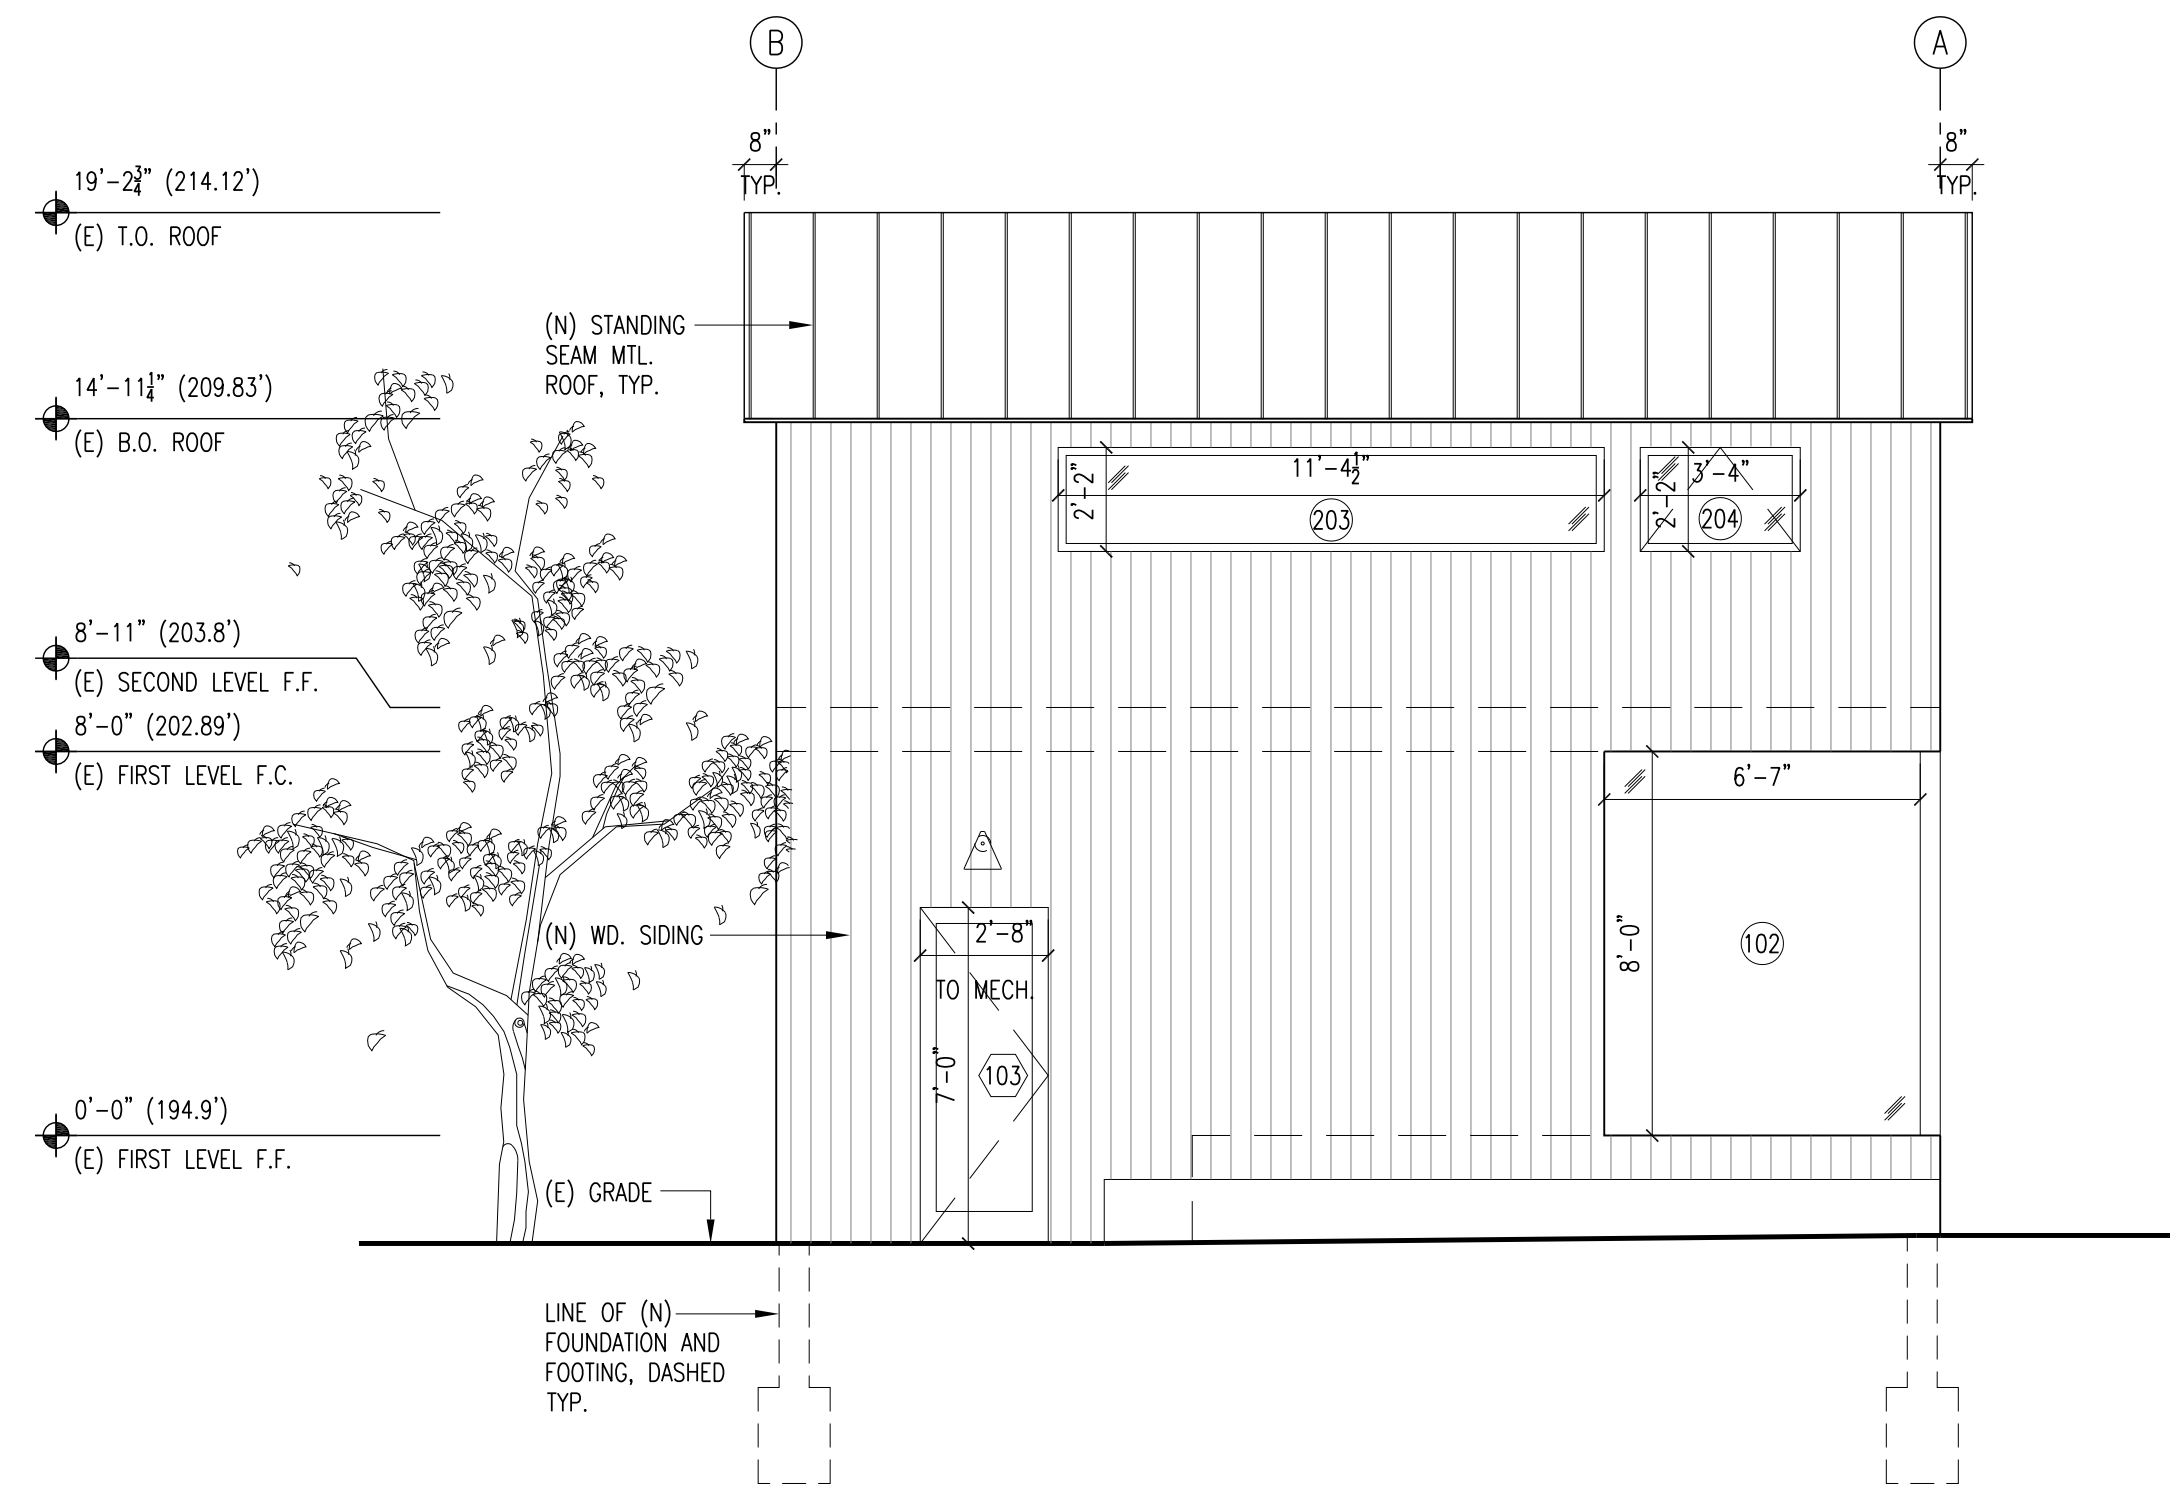 B
A
8”
TYP.
8”
TYP.
19’-2¾” (214.12’)
(E) T.O. ROOF
14’-11¼” (209.83’)
(E) B.O. ROOF
8’-11” (203.8’)
(E) SECOND LEVEL F.F.
8’-0” (202.89’)
(E) FIRST LEVEL F.C.
0’-0” (194.9’)
(E) FIRST LEVEL F.F.
(N) STANDING
SEAM MTL.
ROOF, TYP.
2’-2”
11’-4½”
203
2’-2”
3’-4”
204
6’-7”
8’-0”
102
(N) WD. SIDING
2’-8”
TO MECH.
7’-0”
103
(E) GRADE
LINE OF (N)
FOUNDATION AND
FOOTING, DASHED
TYP.